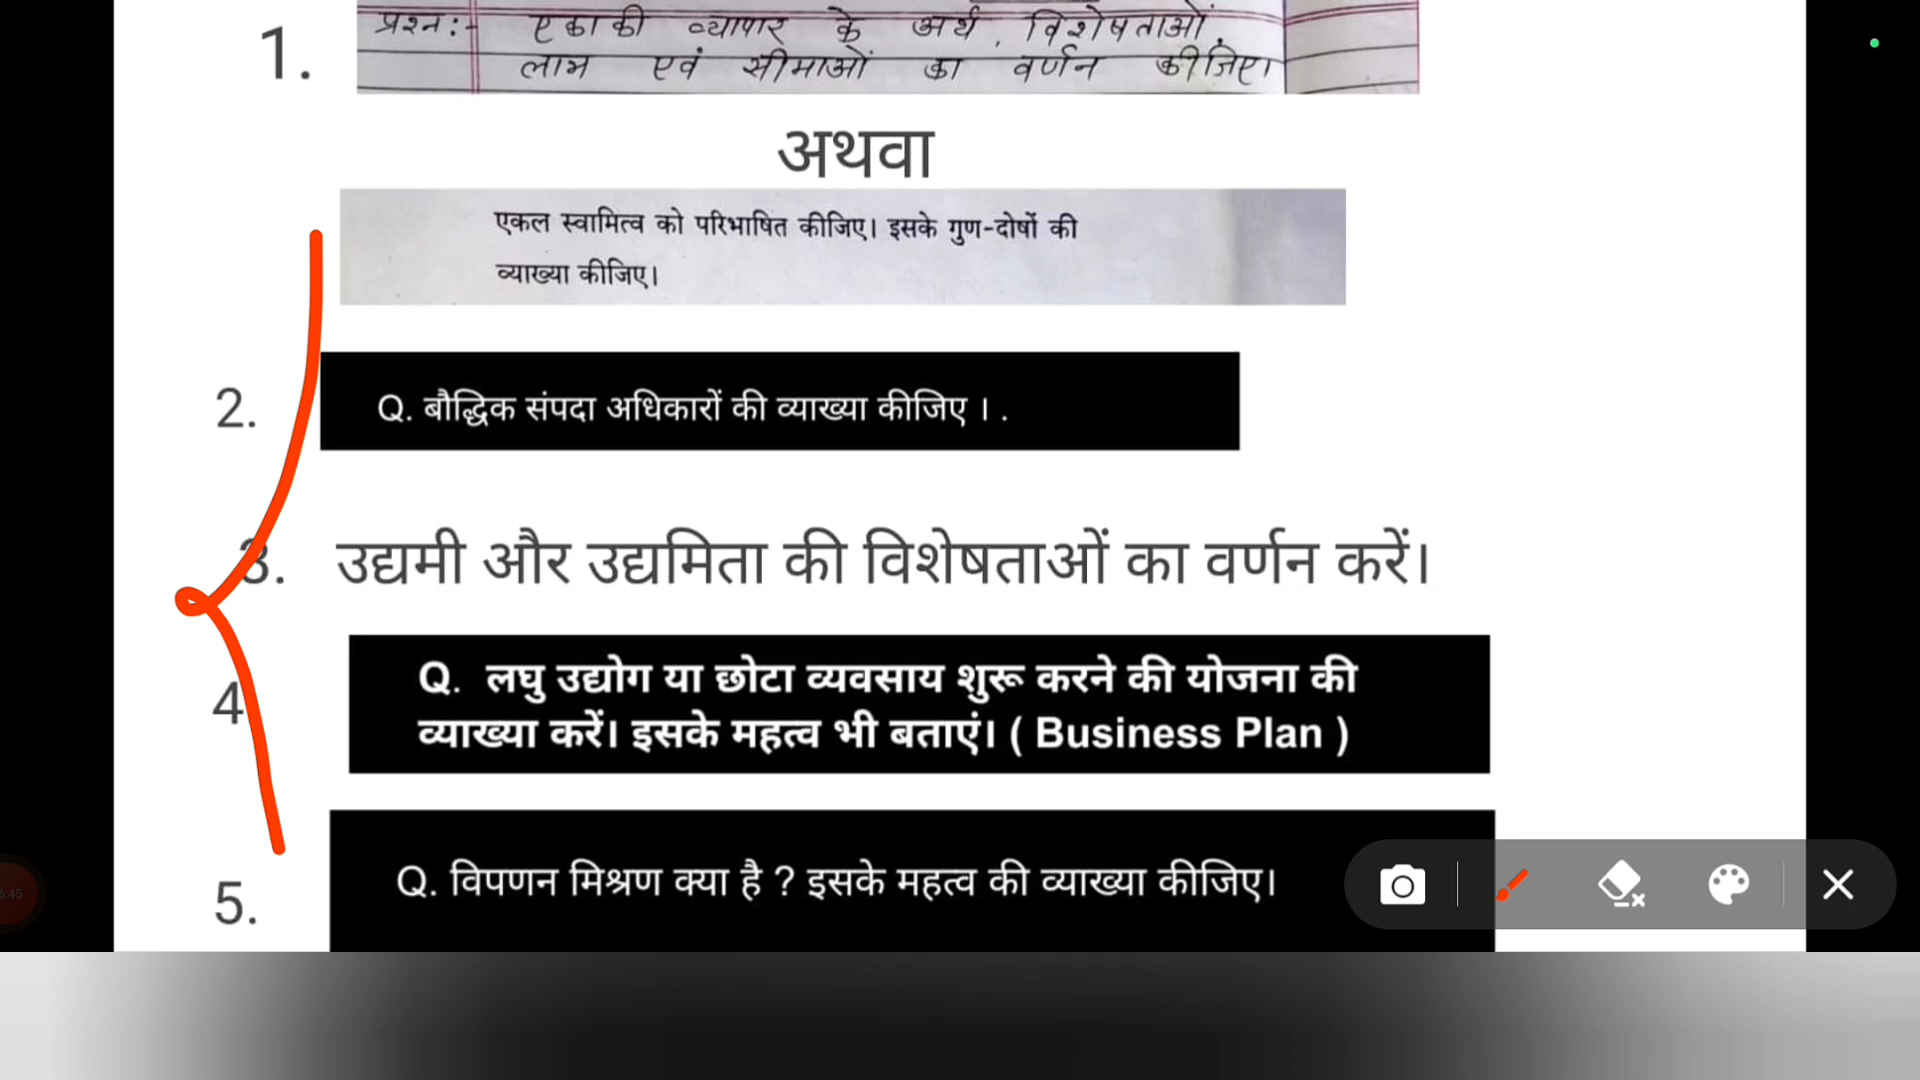 1. प्रश्न:- एकाकी व्यापार के अर्थ, विशेषताओं,
लाभ एवं सीमाओं का वर्णन कीजिए।
अथवा
एकल स्वामित्व को परिभाषित कीजिए। इसके गुण-दोषों की
व्याख्या कीजिए।
2. Q. बौद्धिक संपदा अधिकारों की व्याख्या कीजिए । .
3. उद्यमी और उद्यमिता की विशेषताओं का वर्णन करें।
4 Q. लघु उद्योग या छोटा व्यवसाय शुरू करने की योजना की
व्याख्या करें। इसके महत्व भी बताएं। ( Business Plan )
5. Q. विपणन मिश्रण क्या है ? इसके महत्व की व्याख्या कीजिए।